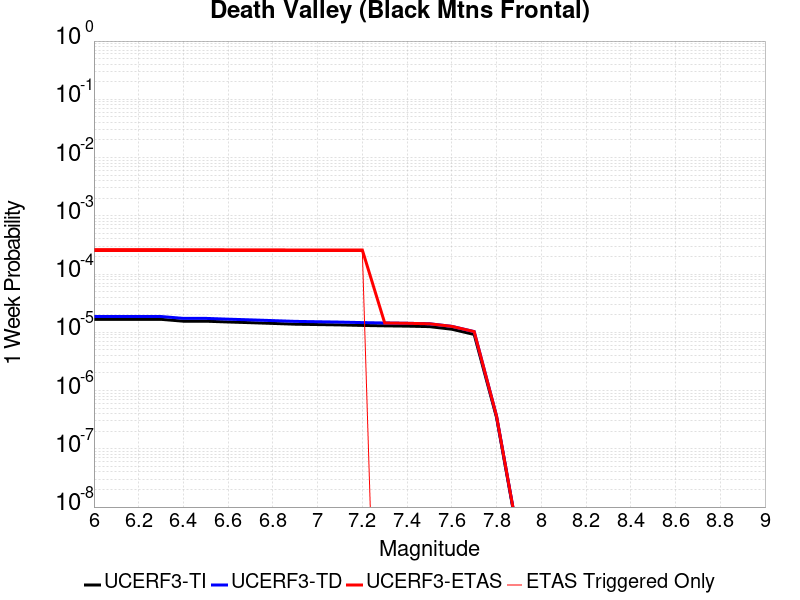 Death Valley (Black Mtns Frontal)
10 0
10 -1
10 -2
10 -3
10 -4
10 -5
10 -6
10 -7
10 -8
1 Week Probability
6 6.2 6.4 6.6 6.8 7 7.2 7.4 7.6 7.8 8 8.2 8.4 8.6 8.8 9
Magnitude
UCERF3-TI UCERF3-TD UCERF3-ETAS ETAS Triggered Only